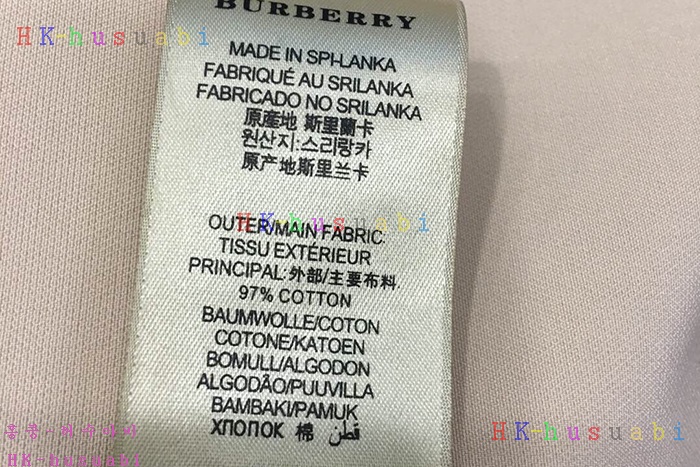 BURBERRY
HK-husuabi
MADE IN SPI-LANKA
FABRIQUÉ AU SRILANKA
FABRICADO NO SRILANKA
原產地 斯里蘭卡
원산지:스리랑카
原产地斯里兰卡
HK-husuabi
OUTER/MAIN FABRIC:
TISSU EXTÉRIEUR
PRINCIPAL:外部/主要布料
97% COTTON
BAUMWOLLE/COTON
COTONE/KATOEN
BOMULL/ALGODON
ALGODÃO/PUUVILLA
BAMBAKI/PAMUK
ХПОПОК 棉 قطن
HK-husuabi
HK-husuabi